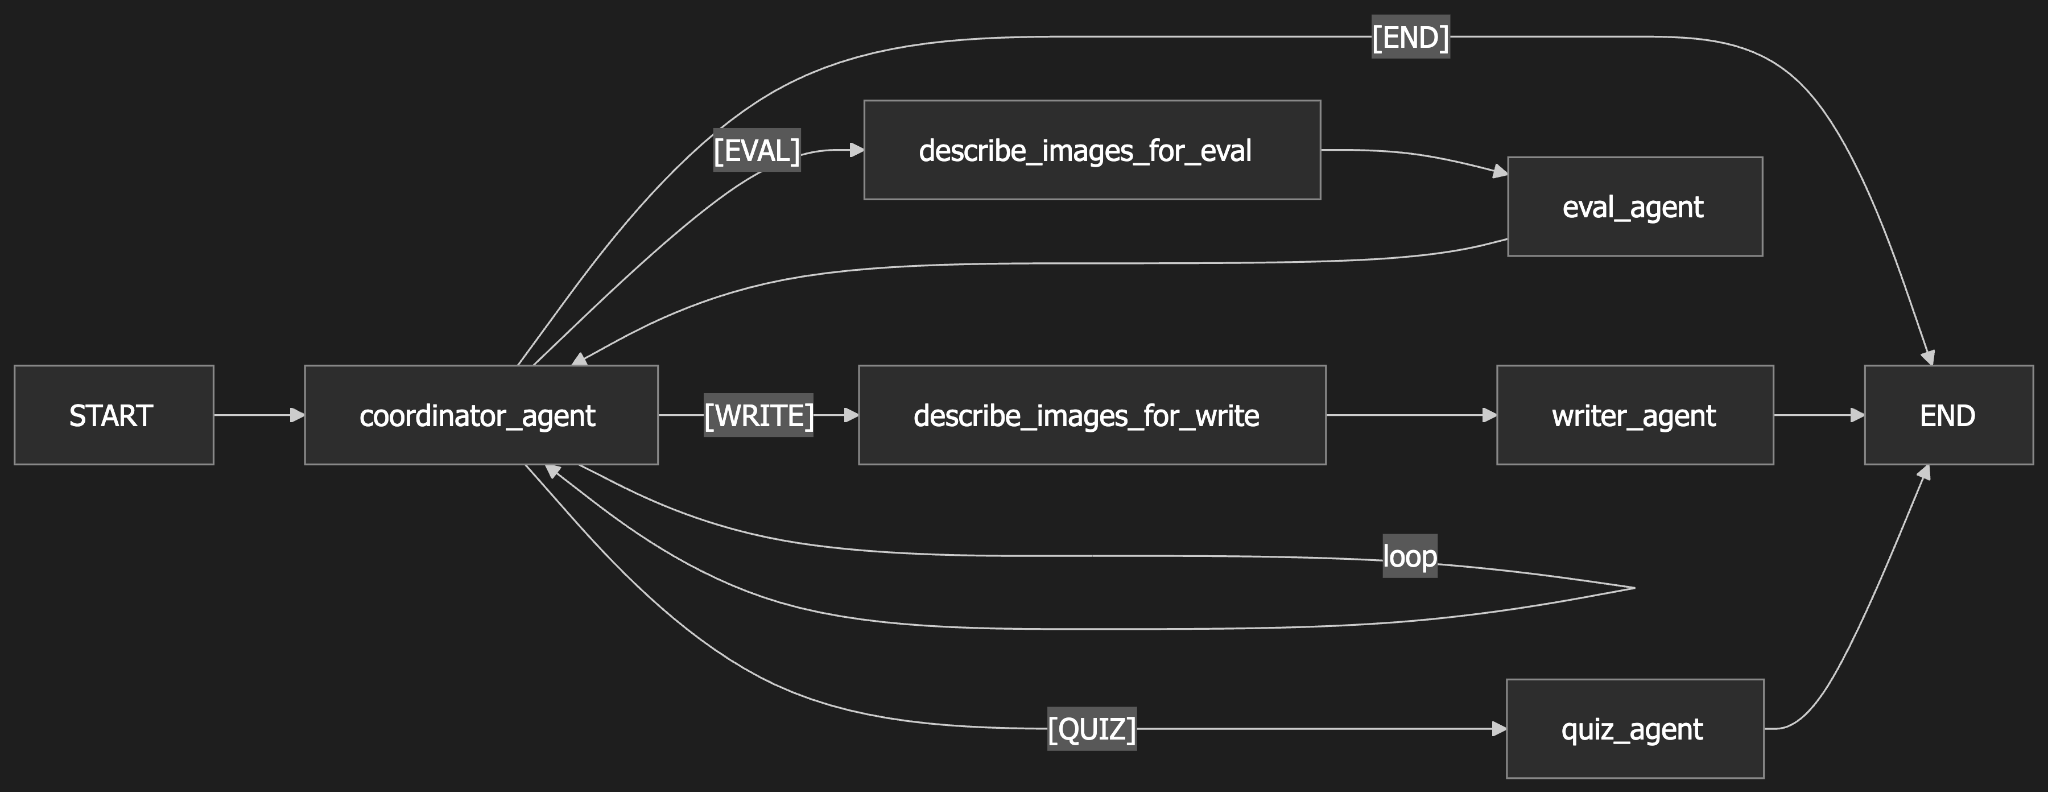 [END]
[EVAL]
describe_images_for_eval
eval_agent
START
coordinator_agent
[WRITE]
describe_images_for_write
writer_agent
END
loop
[QUIZ]
quiz_agent